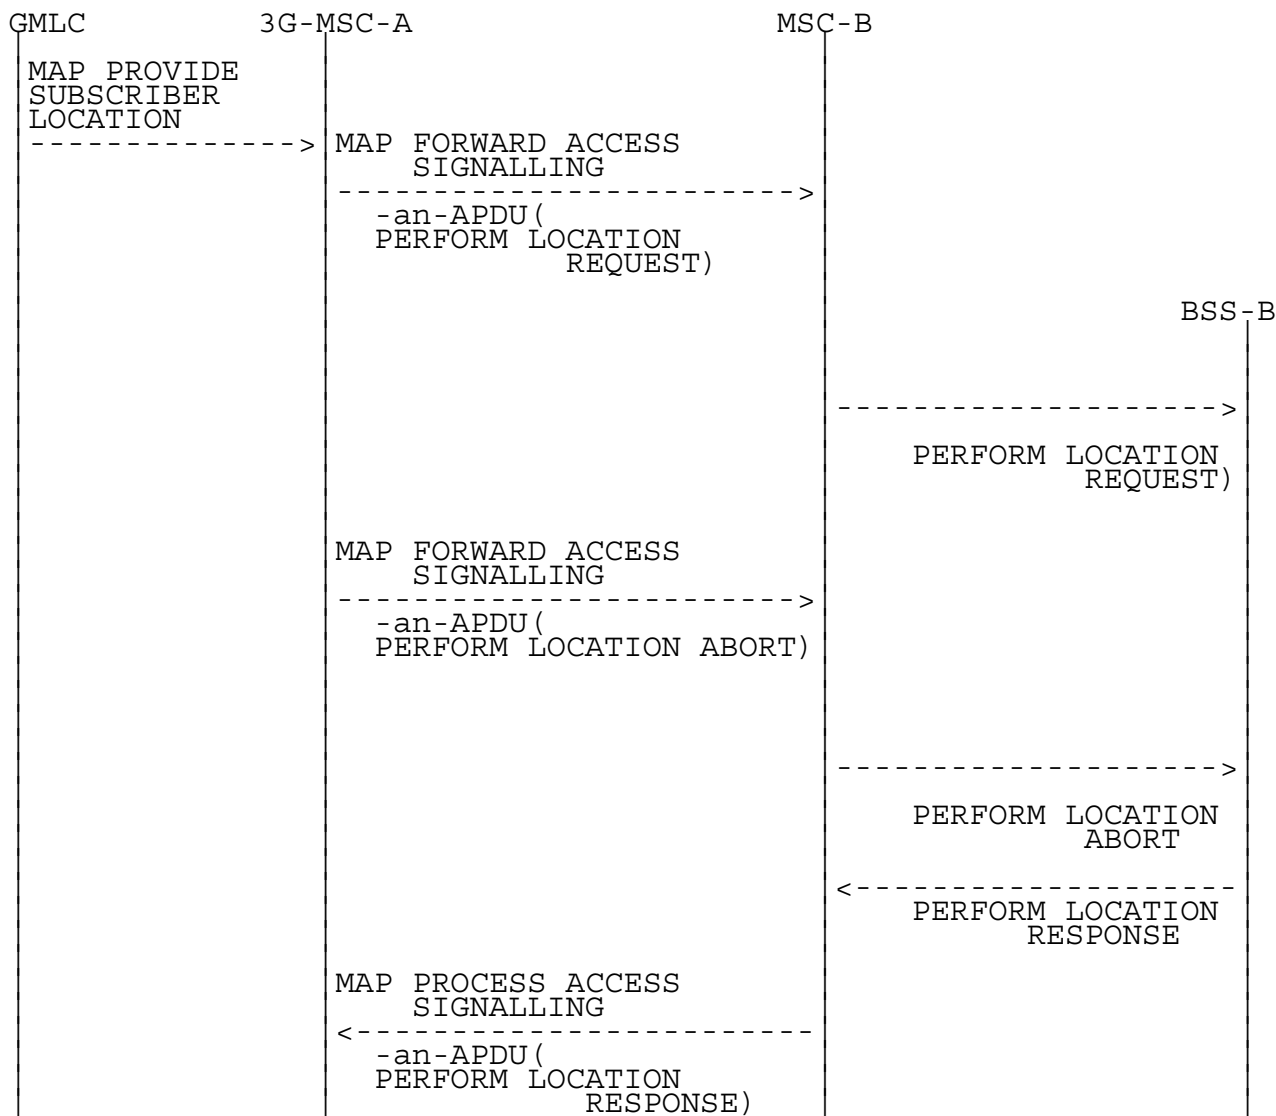 GMLC 3G-MSC-A MSC-B
MAP PROVIDE
SUBSCRIBER
LOCATION
--------------> MAP FORWARD ACCESS
SIGNALLING
------------------------>
-an-APDU(
PERFORM LOCATION
REQUEST)
BSS-B
-------------------->
PERFORM LOCATION
REQUEST)
MAP FORWARD ACCESS
SIGNALLING
------------------------>
-an-APDU(
PERFORM LOCATION ABORT)
-------------------->
PERFORM LOCATION
ABORT
<--------------------
PERFORM LOCATION
RESPONSE
MAP PROCESS ACCESS
SIGNALLING
<------------------------
-an-APDU(
PERFORM LOCATION
RESPONSE)